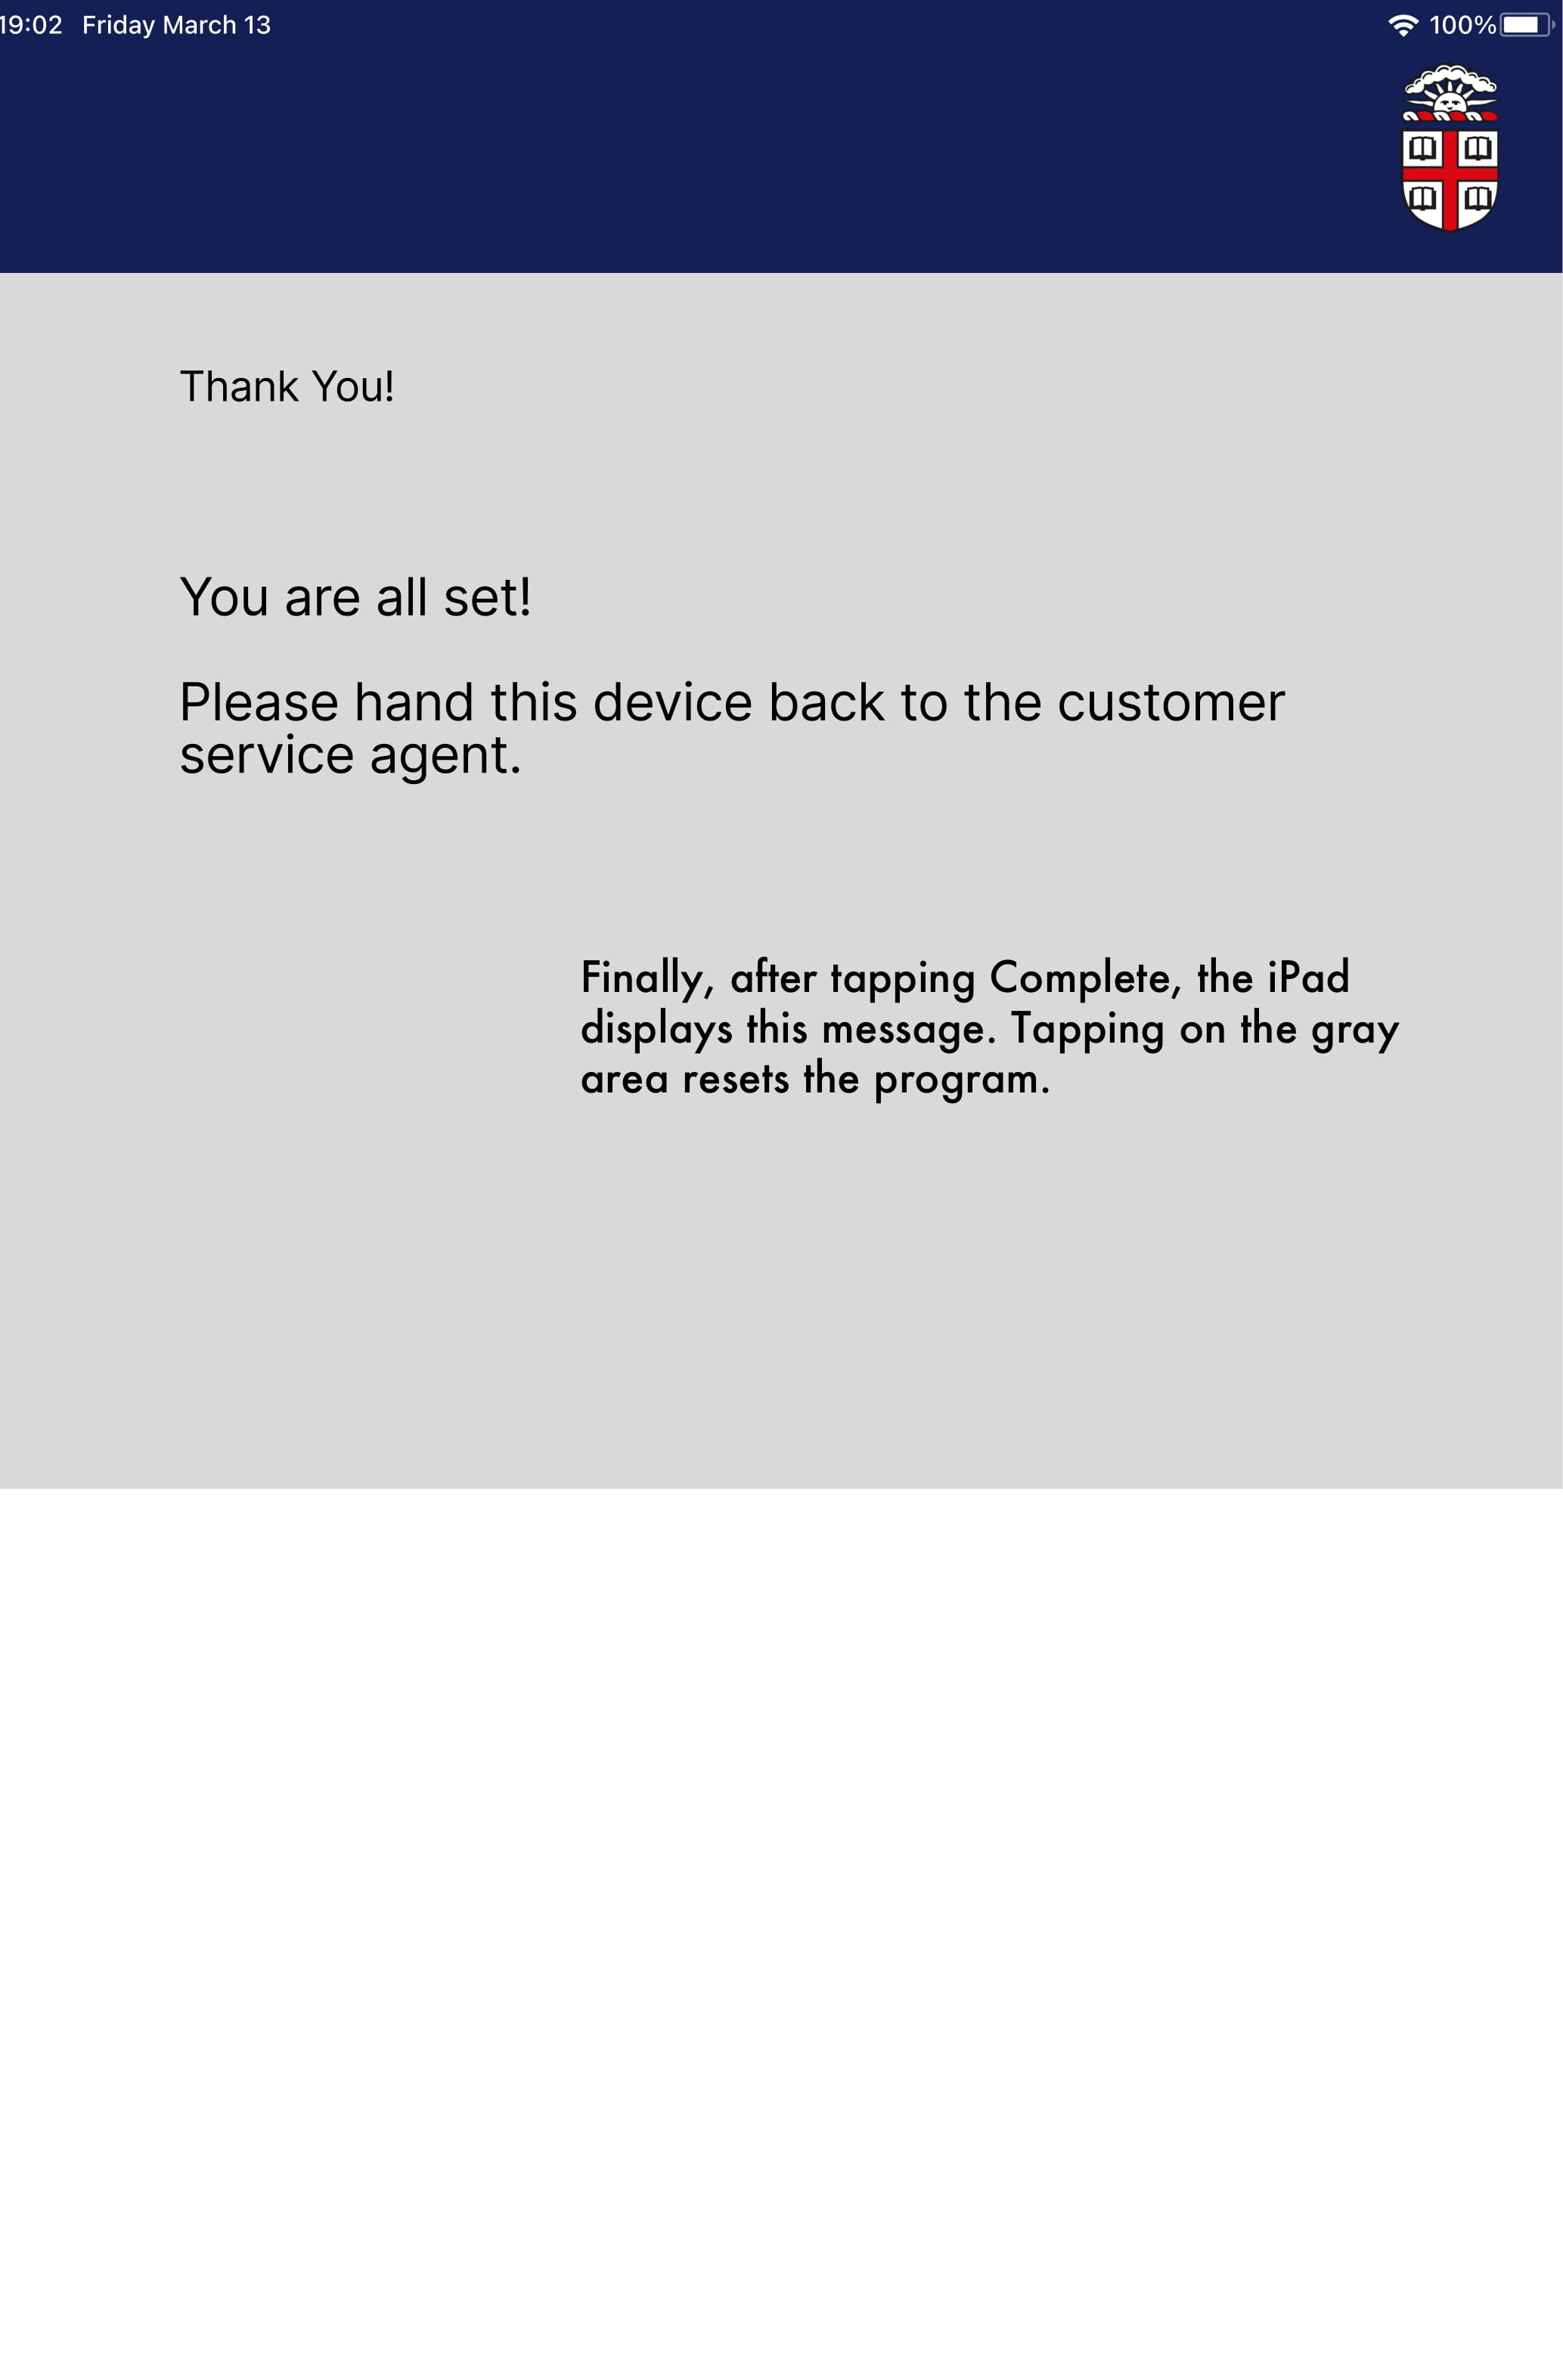 19:02 Friday March 13 100%
Thank You!
You are all set!
Please hand this device back to the customer
service agent.
Finally, after tapping Complete, the iPad
displays this message. Tapping on the gray
area resets the program.